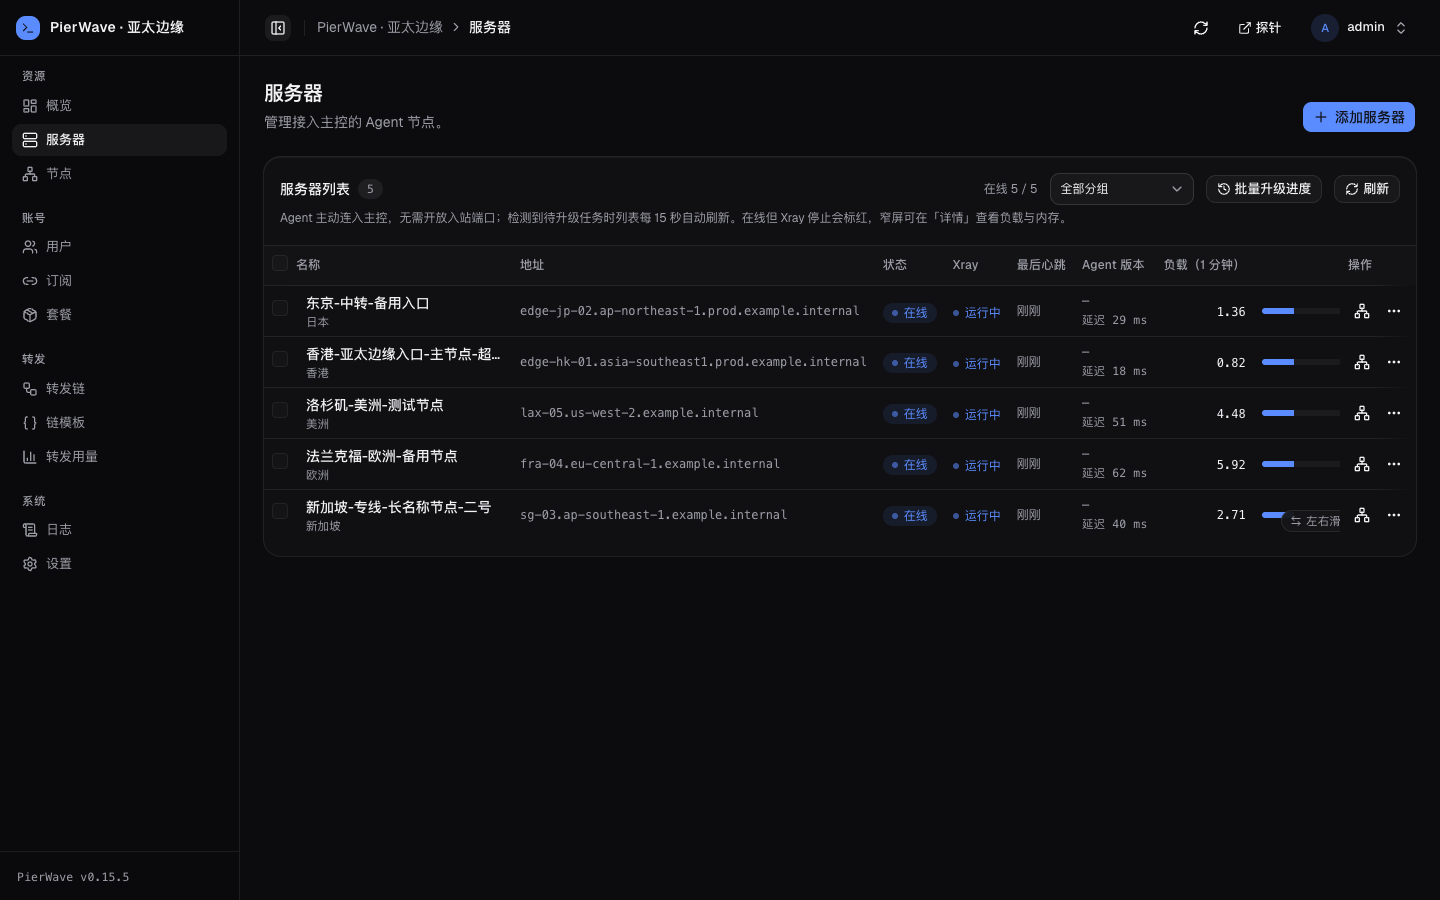 PierWave · 亚太边缘
资源
概览
服务器
节点
账号
用户
订阅
套餐
转发
转发链
链模板
转发用量
系统
日志
设置
PierWave v0.15.5
PierWave · 亚太边缘 > 服务器
探针
A admin
服务器
管理接入主控的 Agent 节点。
添加服务器
服务器列表 5
在线 5 / 5
全部分组
批量升级进度
刷新
Agent 主动连入主控，无需开放入站端口；检测到待升级任务时列表每 15 秒自动刷新。在线但 Xray 停止会标红，窄屏可在「详情」查看负载与内存。
名称 地址 状态 Xray 最后心跳 Agent 版本 负载（1 分钟） 操作
东京-中转-备用入口 edge-jp-02.ap-northeast-1.prod.example.internal 在线 运行中 刚刚 — 1.36
日本 延迟 29 ms
香港-亚太边缘入口-主节点-超... edge-hk-01.asia-southeast1.prod.example.internal 在线 运行中 刚刚 — 0.82
香港 延迟 18 ms
洛杉矶-美洲-测试节点 lax-05.us-west-2.example.internal 在线 运行中 刚刚 — 4.48
美洲 延迟 51 ms
法兰克福-欧洲-备用节点 fra-04.eu-central-1.example.internal 在线 运行中 刚刚 — 5.92
欧洲 延迟 62 ms
新加坡-专线-长名称节点-二号 sg-03.ap-southeast-1.example.internal 在线 运行中 刚刚 — 2.71
新加坡 延迟 40 ms
左右滑